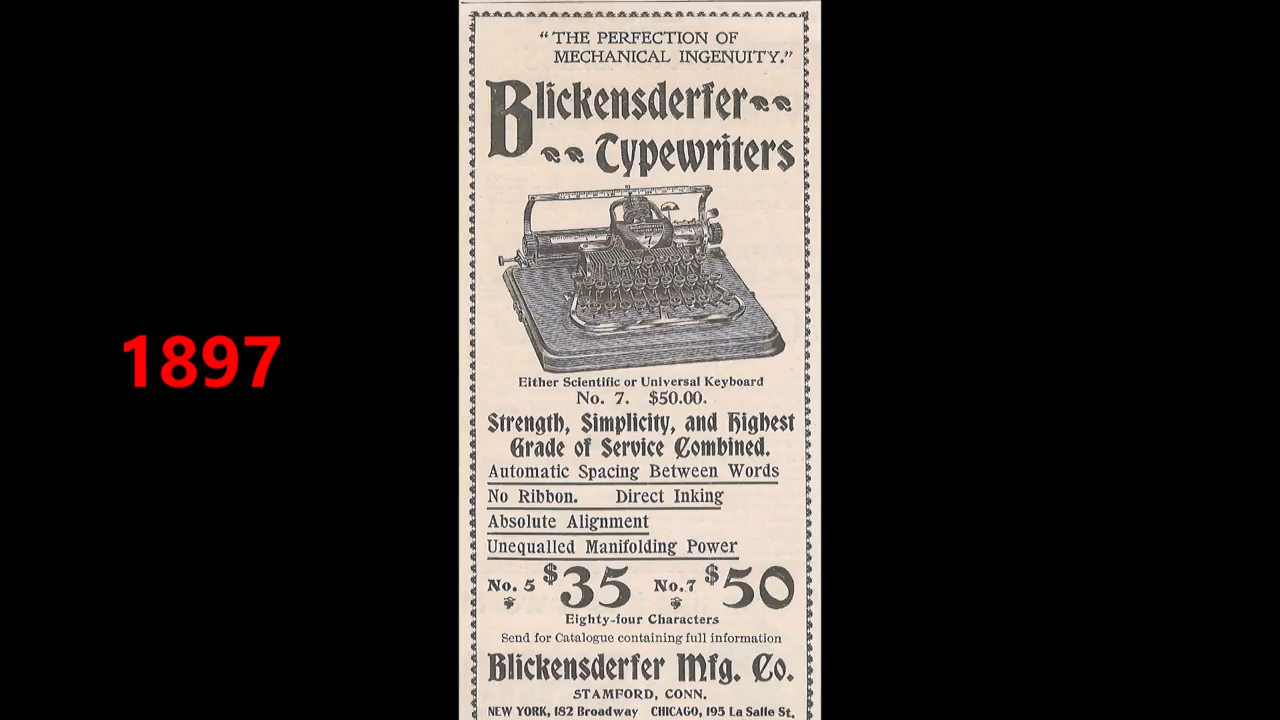 1897
"THE PERFECTION OF
MECHANICAL INGENUITY."
Blickensderfer
Typewriters
7
Either Scientific or Universal Keyboard
No. 7. $50.00.
Strength, Simplicity, and Highest
Grade of Service Combined.
Automatic Spacing Between Words
No Ribbon. Direct Inking
Absolute Alignment
Unequalled Manifolding Power
No. 5 $35 No.7 $50
Eighty-four Characters
Send for Catalogue containing full information
Blickensderfer Mfg. Co.
STAMFORD, CONN.
NEW YORK, 182 Broadway CHICAGO, 195 La Salle St.